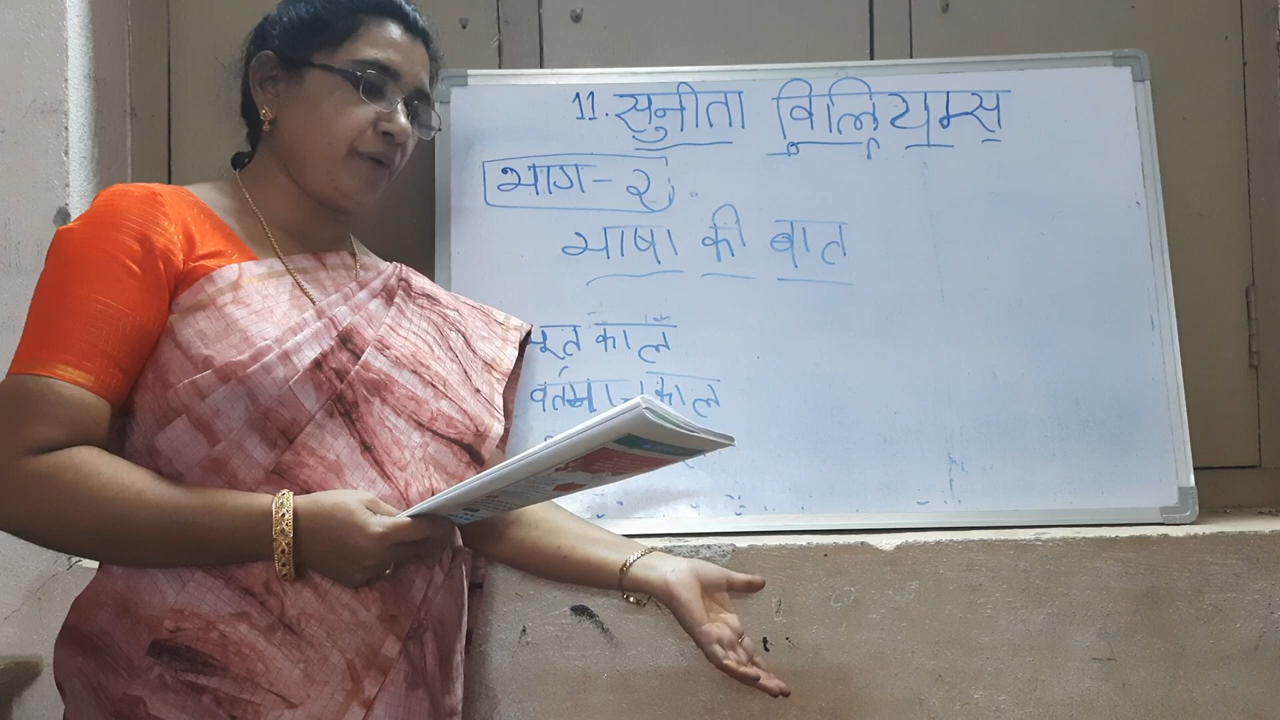 11. सुनीता विलियम्स
भाग - २
भाषा की बात
भूत काल
वर्तमान काल